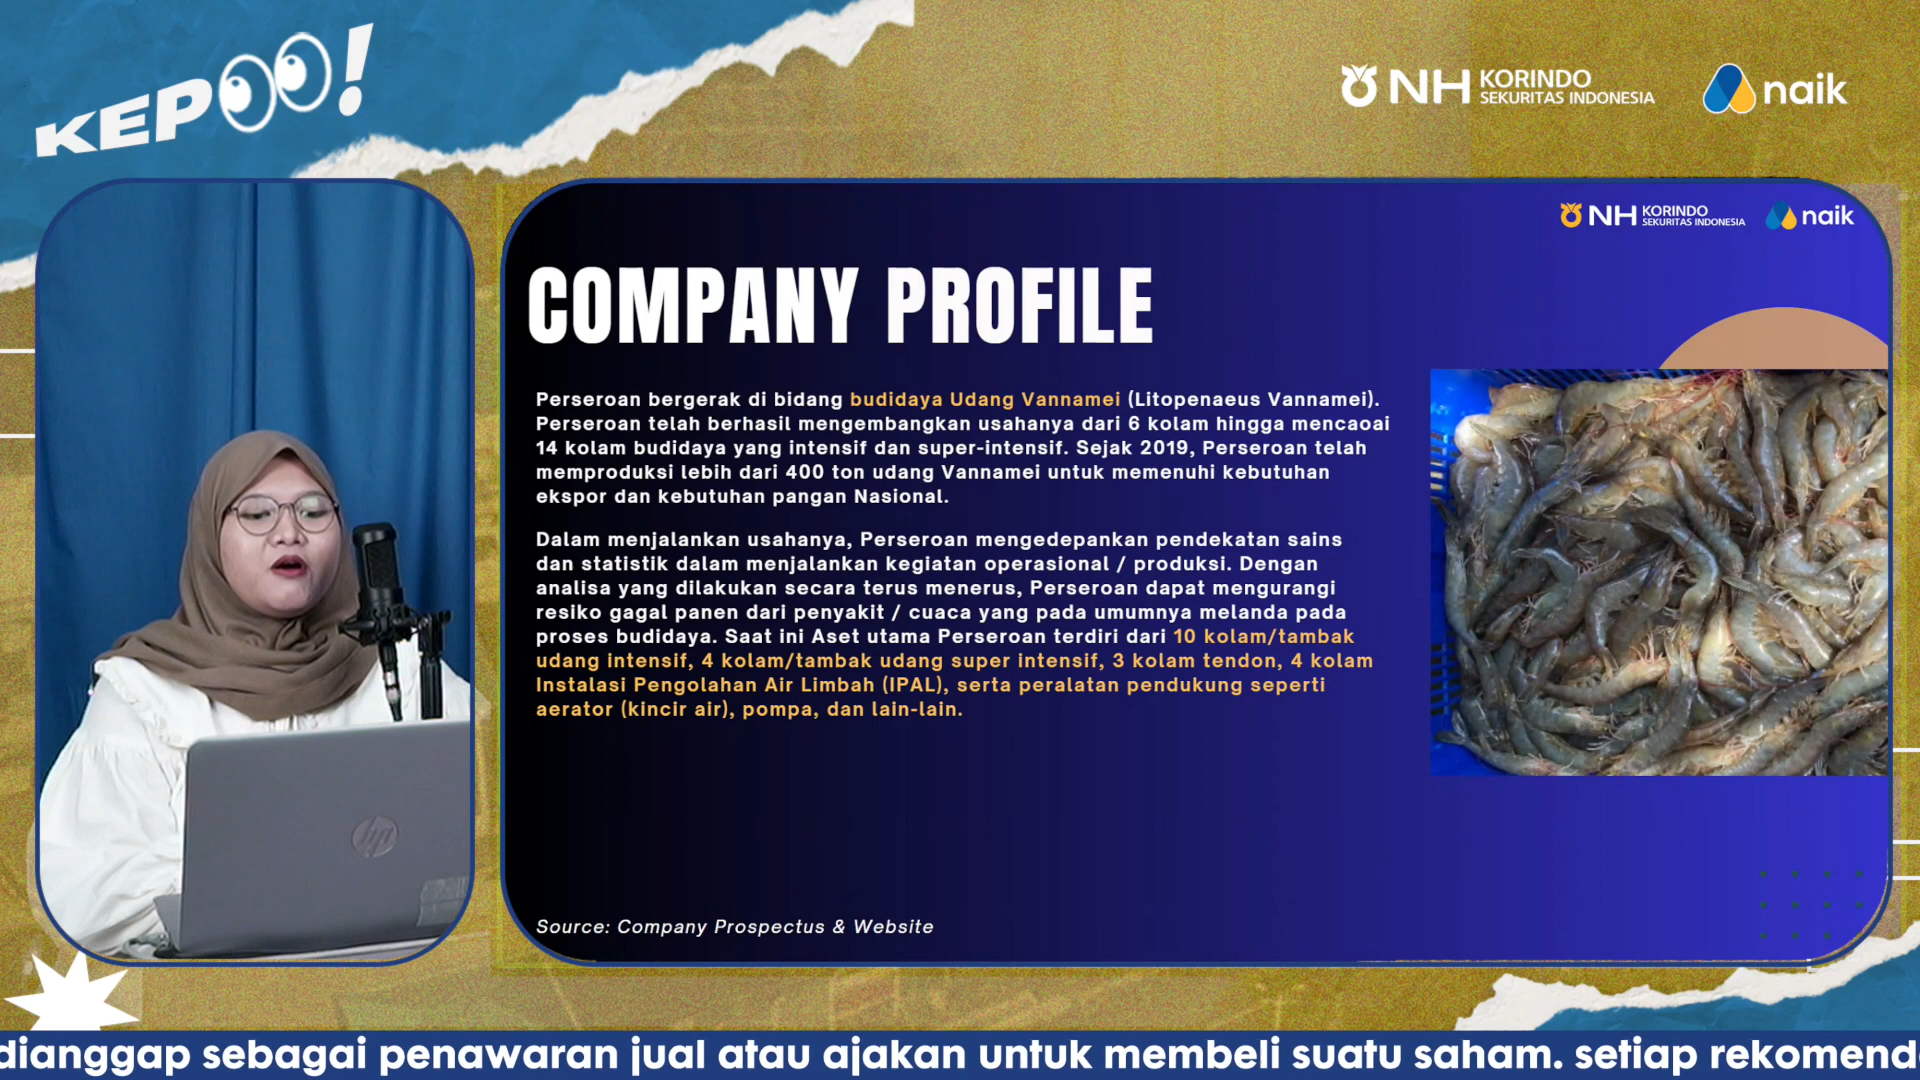 KEPOO!
NH KORINDO
SEKURITAS INDONESIA
naik
NH KORINDO
SEKURITAS INDONESIA
naik
COMPANY PROFILE
Perseroan bergerak di bidang budidaya Udang Vannamei (Litopenaeus Vannamei).
Perseroan telah berhasil mengembangkan usahanya dari 6 kolam hingga mencaoai
14 kolam budidaya yang intensif dan super-intensif. Sejak 2019, Perseroan telah
memproduksi lebih dari 400 ton udang Vannamei untuk memenuhi kebutuhan
ekspor dan kebutuhan pangan Nasional.
Dalam menjalankan usahanya, Perseroan mengedepankan pendekatan sains
dan statistik dalam menjalankan kegiatan operasional / produksi. Dengan
analisa yang dilakukan secara terus menerus, Perseroan dapat mengurangi
resiko gagal panen dari penyakit / cuaca yang pada umumnya melanda pada
proses budidaya. Saat ini Aset utama Perseroan terdiri dari 10 kolam/tambak
udang intensif, 4 kolam/tambak udang super intensif, 3 kolam tendon, 4 kolam
Instalasi Pengolahan Air Limbah (IPAL), serta peralatan pendukung seperti
aerator (kincir air), pompa, dan lain-lain.
Source: Company Prospectus & Website
hp
dianggap sebagai penawaran jual atau ajakan untuk membeli suatu saham. setiap rekomend